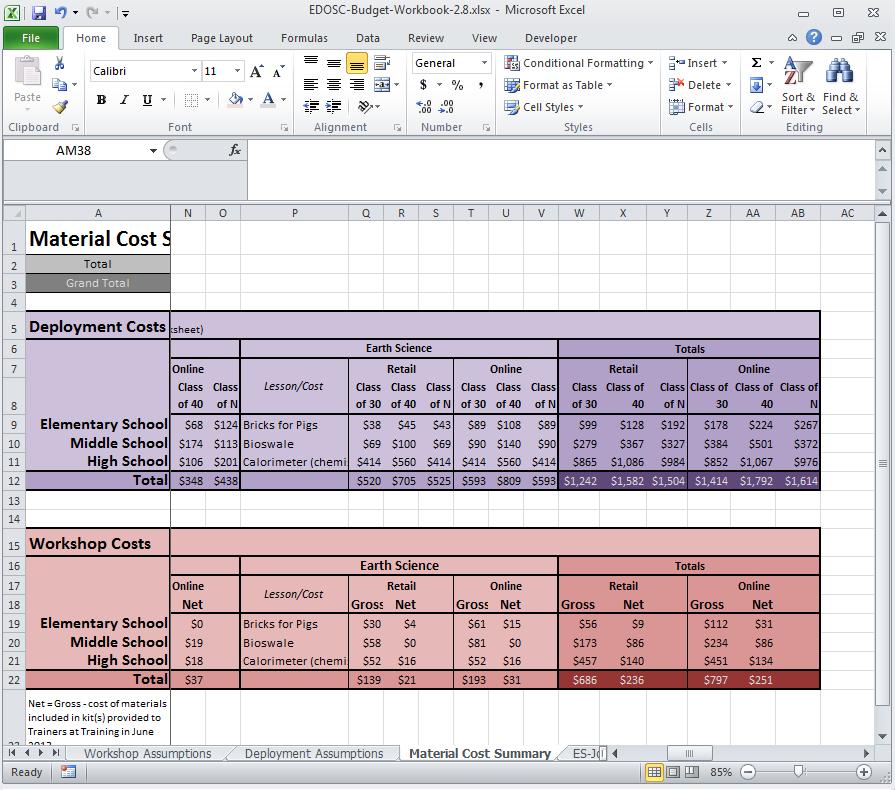 EDOSC-Budget-Workbook-2.8.xlsx - Microsoft Excel
File Home Insert Page Layout Formulas Data Review View Developer
Paste Calibri 11 A A General Conditional Formatting Insert Σ
B I U A $ % , Format as Table Delete Sort & Find &
.00 .00 Cell Styles Format Filter Select
Clipboard Font Alignment Number Styles Cells Editing
AM38 fx
A N O P Q R S T U V W X Y Z AA AB AC
1 Material Cost S
2 Total
3 Grand Total
4
5 Deployment Costs ksheet)
6 Earth Science Totals
7 Online Retail Online Retail Online
Class Class Lesson/Cost Class Class Class Class Class Class Class Class of Class Class of Class of Class of
8 of 40 of N of 30 of 40 of N of 30 of 40 of N of 30 40 of N 30 40 N
9 Elementary School $68 $124 Bricks for Pigs $38 $45 $43 $89 $108 $89 $99 $128 $192 $178 $224 $267
10 Middle School $174 $113 Bioswale $69 $100 $69 $90 $140 $90 $279 $367 $327 $384 $501 $372
11 High School $106 $201 Calorimeter (chemi $414 $560 $414 $414 $560 $414 $865 $1,086 $984 $852 $1,067 $976
12 Total $348 $438 $520 $705 $525 $593 $809 $593 $1,242 $1,582 $1,504 $1,414 $1,792 $1,614
13
14
15 Workshop Costs
16 Earth Science Totals
17 Online Lesson/Cost Retail Online Retail Online
18 Net Gross Net Gross Net Gross Net Gross Net
19 Elementary School $0 Bricks for Pigs $30 $4 $61 $15 $56 $9 $112 $31
20 Middle School $19 Bioswale $58 $0 $81 $0 $173 $86 $234 $86
21 High School $18 Calorimeter (chemi $52 $16 $52 $16 $457 $140 $451 $134
22 Total $37 $139 $21 $193 $31 $686 $236 $797 $251
Net = Gross - cost of materials
included in kit(s) provided to
Trainers at Training in June
Workshop Assumptions Deployment Assumptions Material Cost Summary ES-Jo
Ready 85%